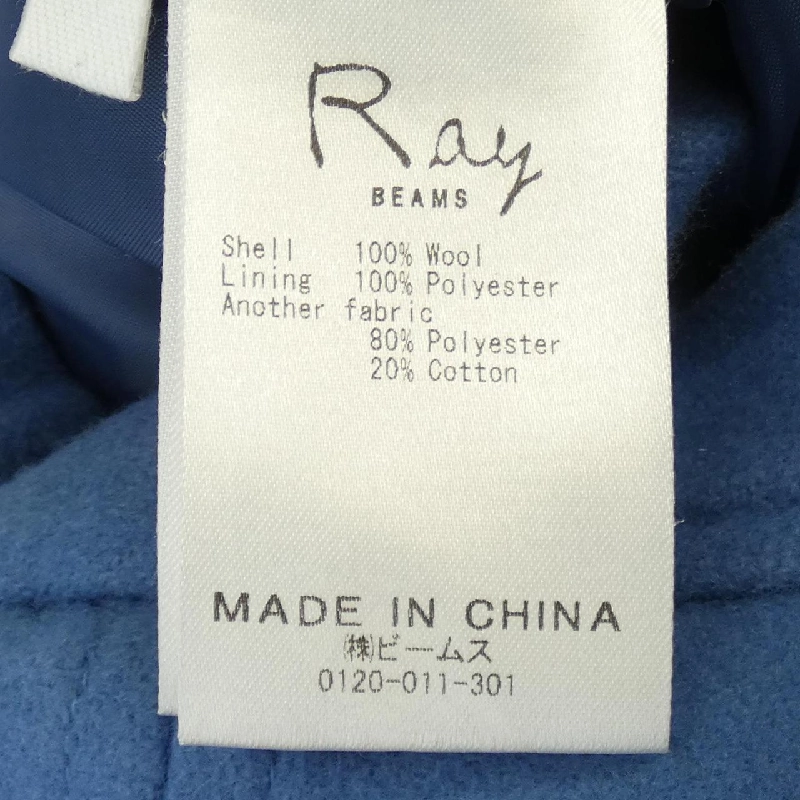 Ray
BEAMS
Shell 100% Wool
Lining 100% Polyester
Another fabric
80% Polyester
20% Cotton
MADE IN CHINA
㈱ビームス
0120-011-301